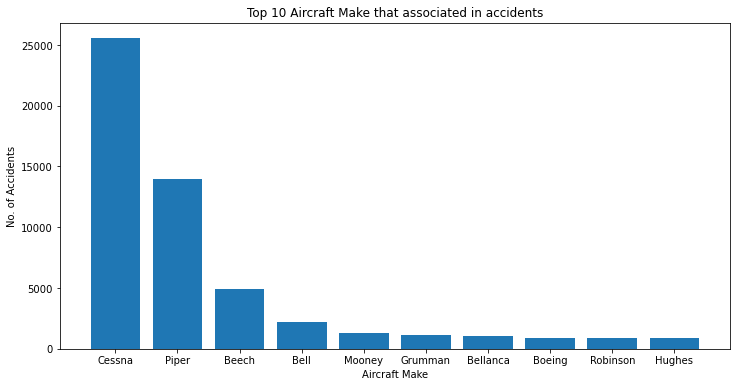 Top 10 Aircraft Make that associated in accidents
25000
20000
15000
10000
5000
0
No. of Accidents
Cessna Piper Beech Bell Mooney Grumman Bellanca Boeing Robinson Hughes
Aircraft Make